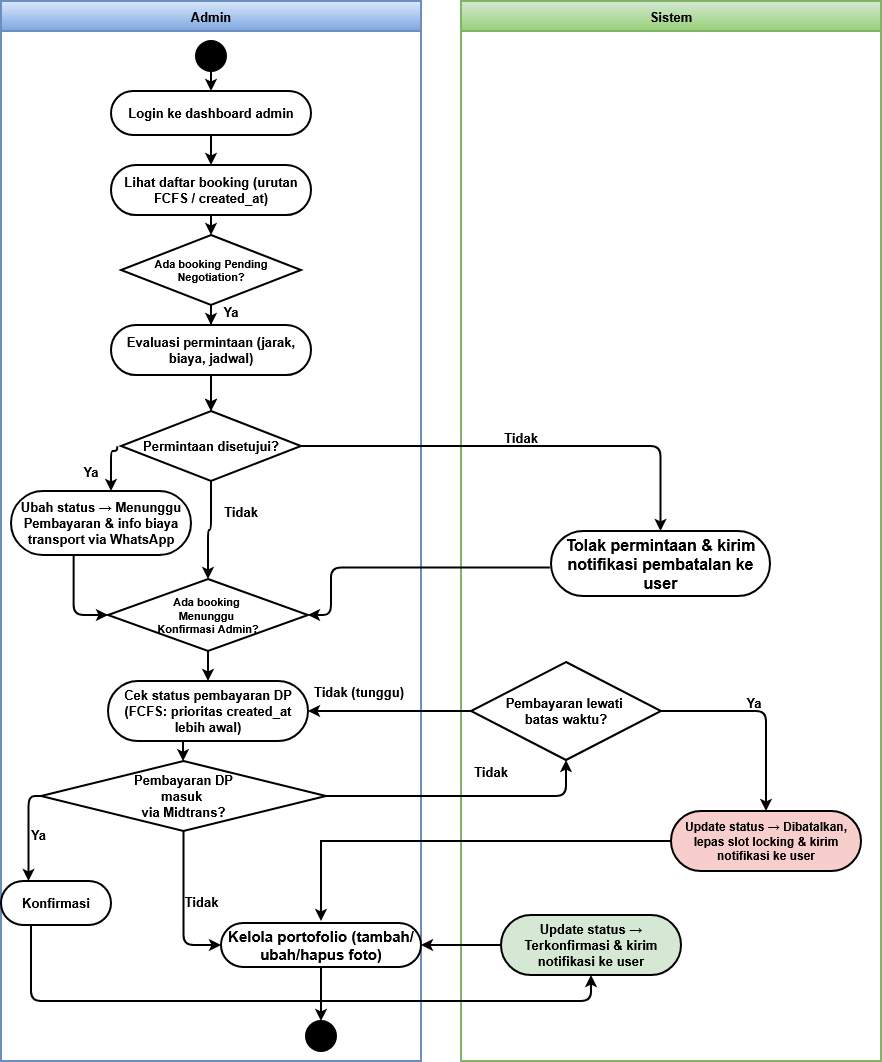 Admin
Sistem
Login ke dashboard admin
Lihat daftar booking (urutan
FCFS / created_at)
Ada booking Pending
Negotiation?
Ya
Evaluasi permintaan (jarak,
biaya, jadwal)
Permintaan disetujui?
Tidak
Ya
Ubah status → Menunggu
Pembayaran & info biaya
transport via WhatsApp
Tidak
Tolak permintaan & kirim
notifikasi pembatalan ke
user
Ada booking
Menunggu
Konfirmasi Admin?
Cek status pembayaran DP
(FCFS: prioritas created_at
lebih awal)
Tidak (tunggu)
Pembayaran lewati
batas waktu?
Ya
Pembayaran DP
masuk
via Midtrans?
Tidak
Ya
Update status → Dibatalkan,
lepas slot locking & kirim
notifikasi ke user
Konfirmasi
Tidak
Kelola portofolio (tambah/
ubah/hapus foto)
Update status →
Terkonfirmasi & kirim
notifikasi ke user